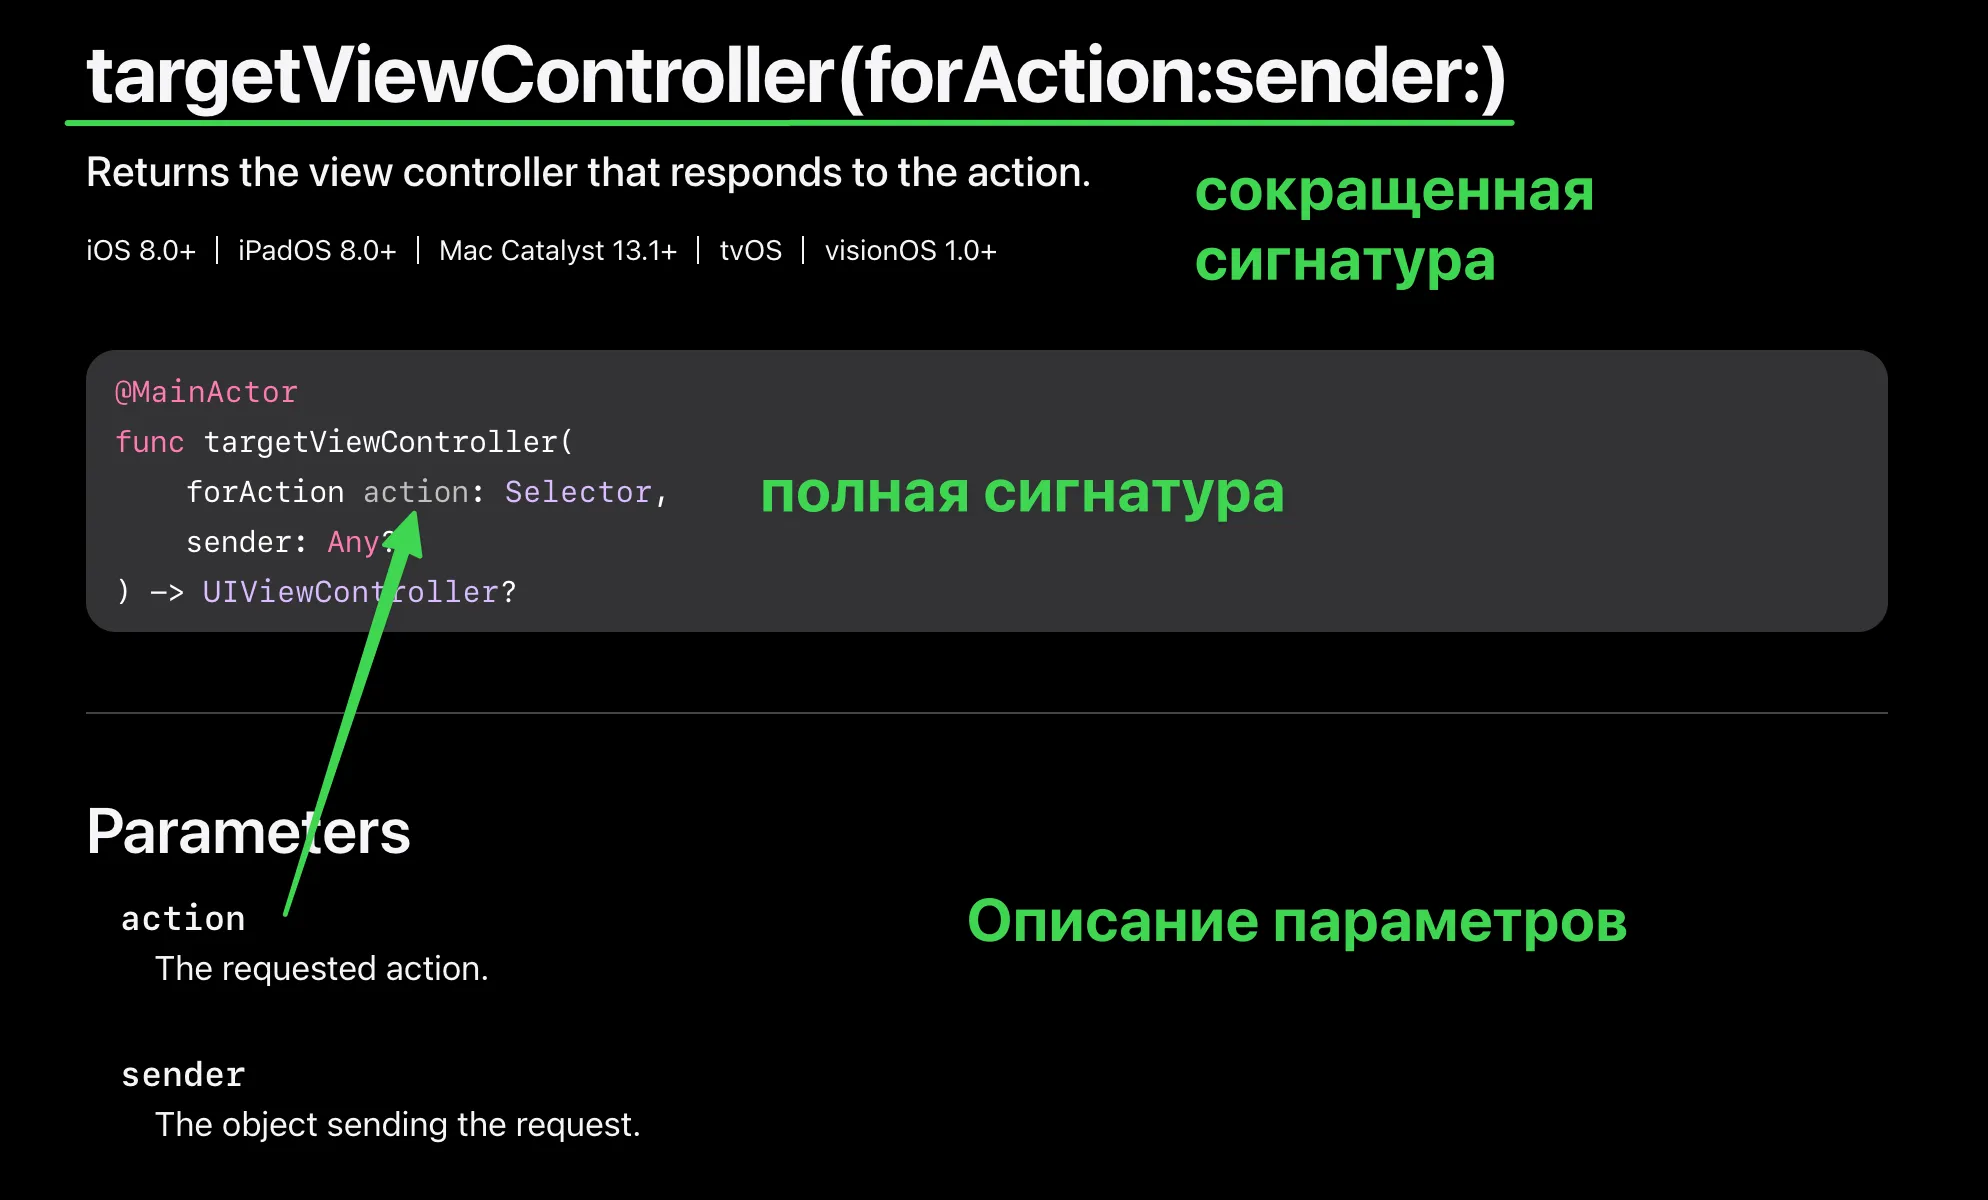 targetViewController(forAction:sender:)
Returns the view controller that responds to the action.
сокращенная
сигнатура
iOS 8.0+ | iPadOS 8.0+ | Mac Catalyst 13.1+ | tvOS | visionOS 1.0+
@MainActor
func targetViewController(
forAction action: Selector,
полная сигнатура
sender: Any?
) -> UIViewController?
Parameters
action
Описание параметров
The requested action.
sender
The object sending the request.